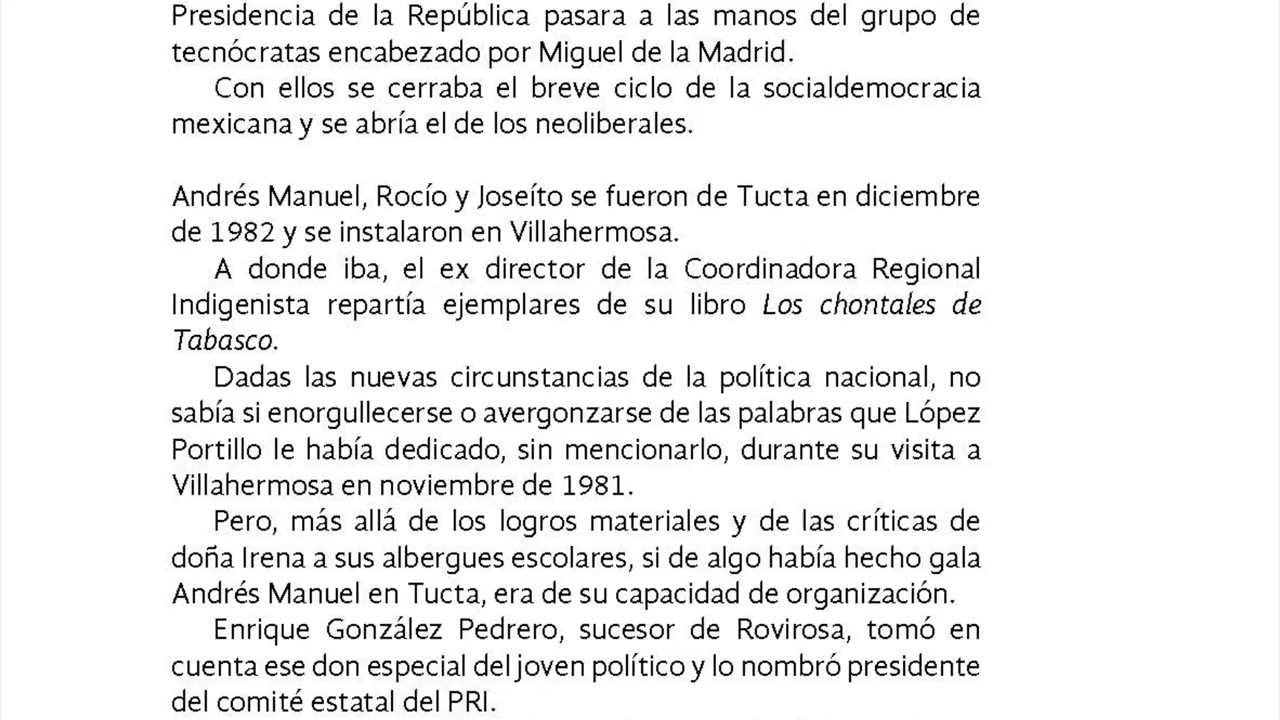 Presidencia de la República pasara a las manos del grupo de
tecnócratas encabezado por Miguel de la Madrid.
Con ellos se cerraba el breve ciclo de la socialdemocracia
mexicana y se abría el de los neoliberales.
Andrés Manuel, Rocío y Joseíto se fueron de Tucta en diciembre
de 1982 y se instalaron en Villahermosa.
A donde iba, el ex director de la Coordinadora Regional
Indigenista repartía ejemplares de su libro Los chontales de
Tabasco.
Dadas las nuevas circunstancias de la política nacional, no
sabía si enorgullecerse o avergonzarse de las palabras que López
Portillo le había dedicado, sin mencionarlo, durante su visita a
Villahermosa en noviembre de 1981.
Pero, más allá de los logros materiales y de las críticas de
doña Irena a sus albergues escolares, si de algo había hecho gala
Andrés Manuel en Tucta, era de su capacidad de organización.
Enrique González Pedrero, sucesor de Rovirosa, tomó en
cuenta ese don especial del joven político y lo nombró presidente
del comité estatal del PRI.